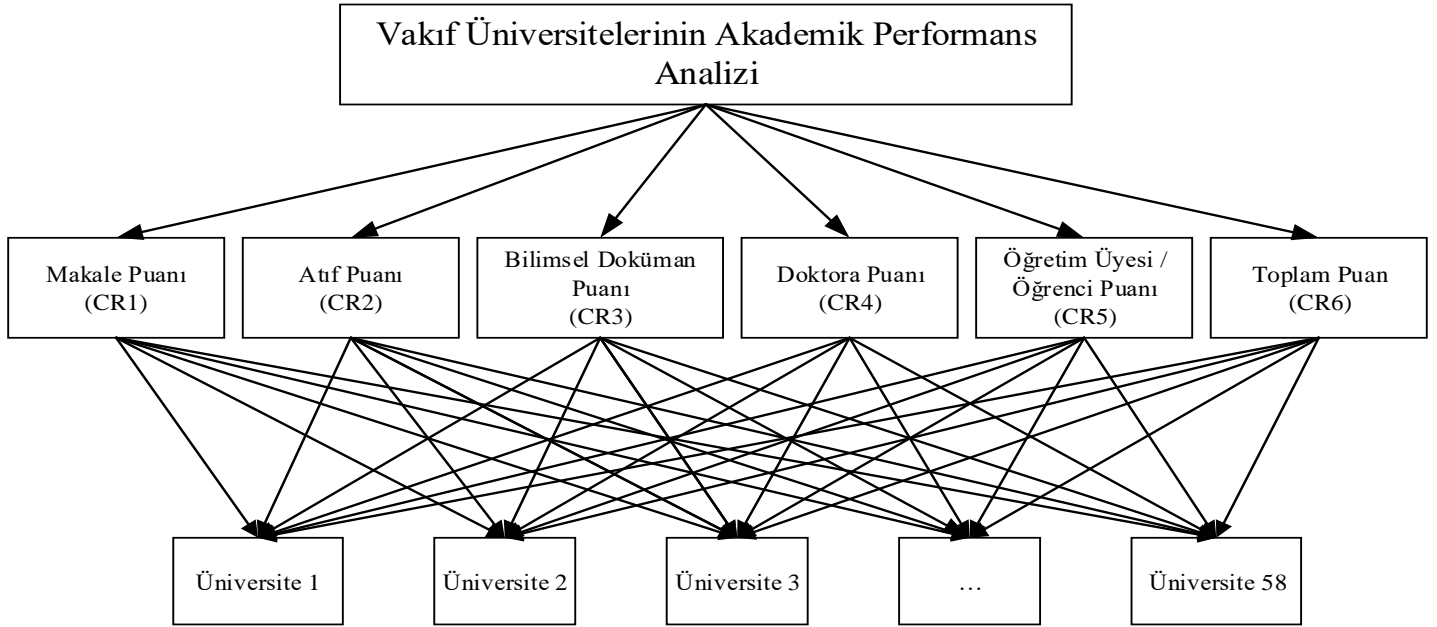 Vakıf Üniversitelerinin Akademik Performans
Analizi
Makale Puanı
(CR1)
Atıf Puanı
(CR2)
Bilimsel Doküman
Puanı
(CR3)
Doktora Puanı
(CR4)
Öğretim Üyesi /
Öğrenci Puanı
(CR5)
Toplam Puan
(CR6)
Üniversite 1
Üniversite 2
Üniversite 3
…
Üniversite 58